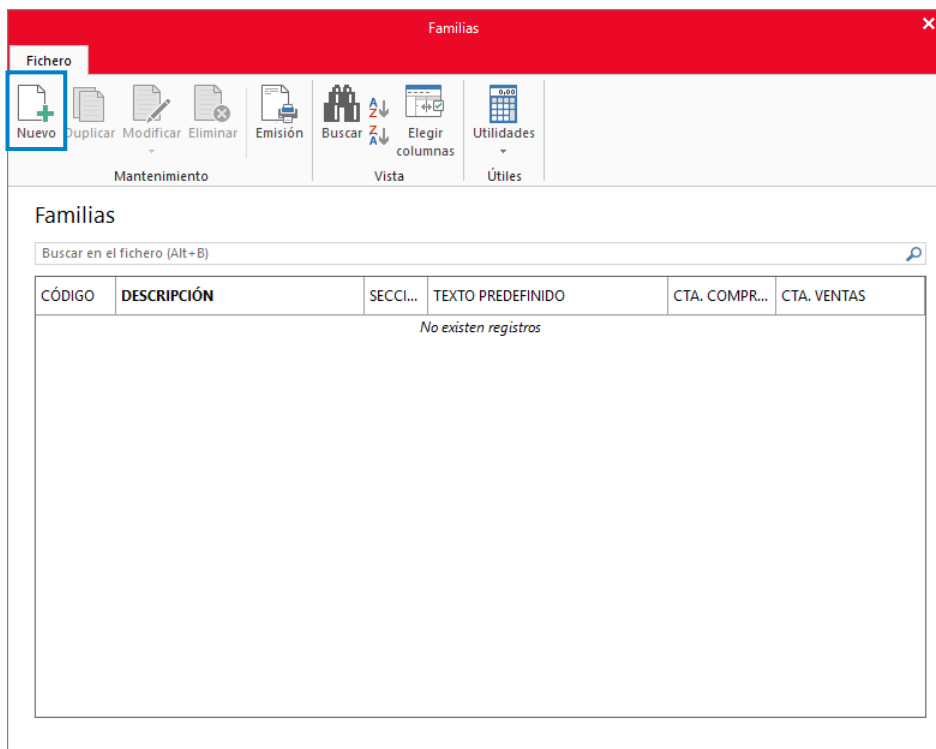 Familias
Fichero
Nuevo Duplicar Modificar Eliminar Emisión Buscar Elegir columnas Utilidades
Mantenimiento Vista Útiles
Familias
Buscar en el fichero (Alt+B)
CÓDIGO DESCRIPCIÓN SECCI... TEXTO PREDEFINIDO CTA. COMPR... CTA. VENTAS
No existen registros